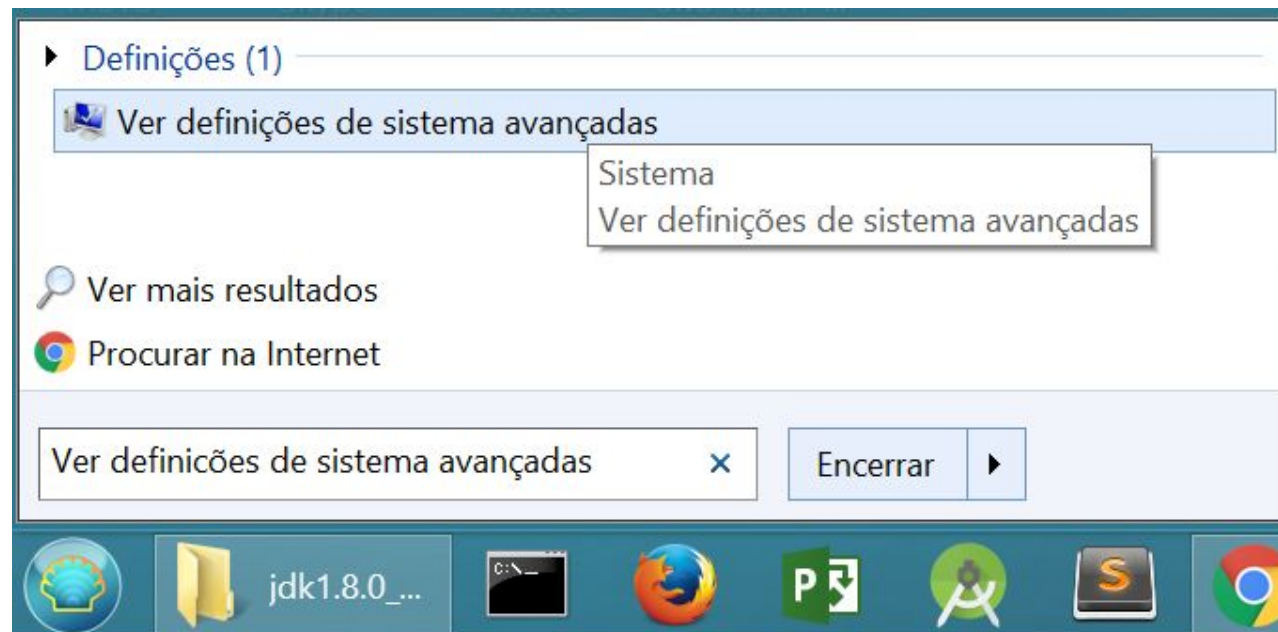 Definições (1)
Ver definições de sistema avançadas
Sistema
Ver definições de sistema avançadas
Ver mais resultados
Procurar na Internet
Ver definicões de sistema avançadas
Encerrar
jdk1.8.0_...
C:\_
P
S